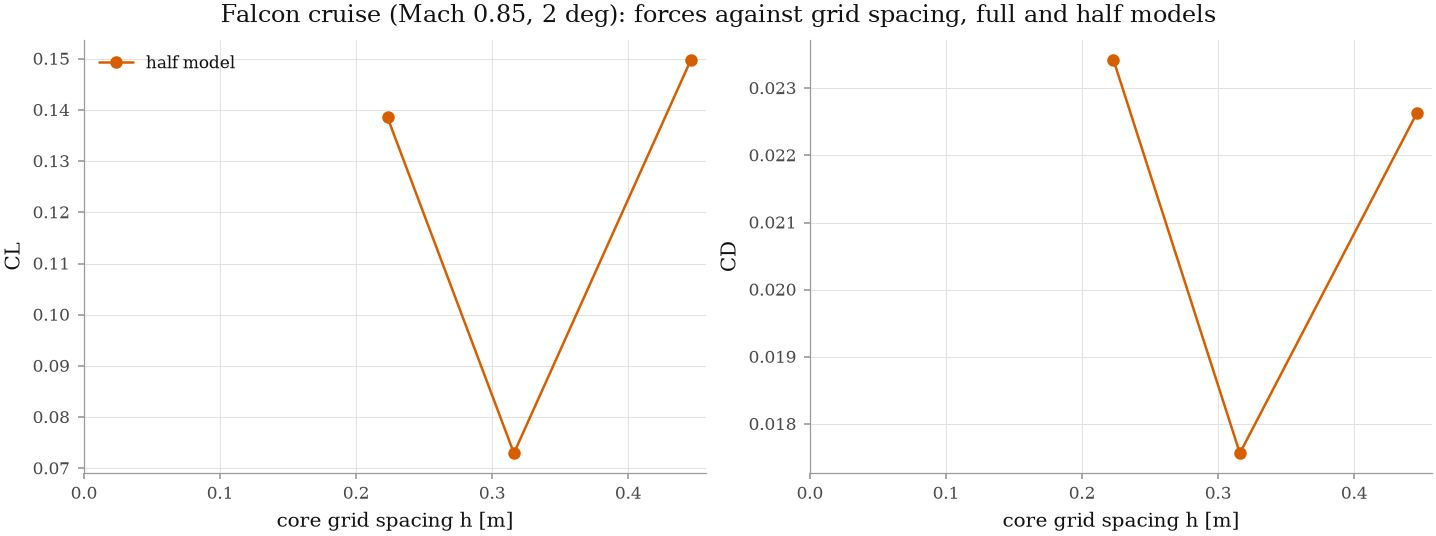 Falcon cruise (Mach 0.85, 2 deg): forces against grid spacing, full and half models
half model
CL
0.15
0.14
0.13
0.12
0.11
0.10
0.09
0.08
0.07
0.0 0.1 0.2 0.3 0.4
core grid spacing h [m]
CD
0.023
0.022
0.021
0.020
0.019
0.018
0.0 0.1 0.2 0.3 0.4
core grid spacing h [m]